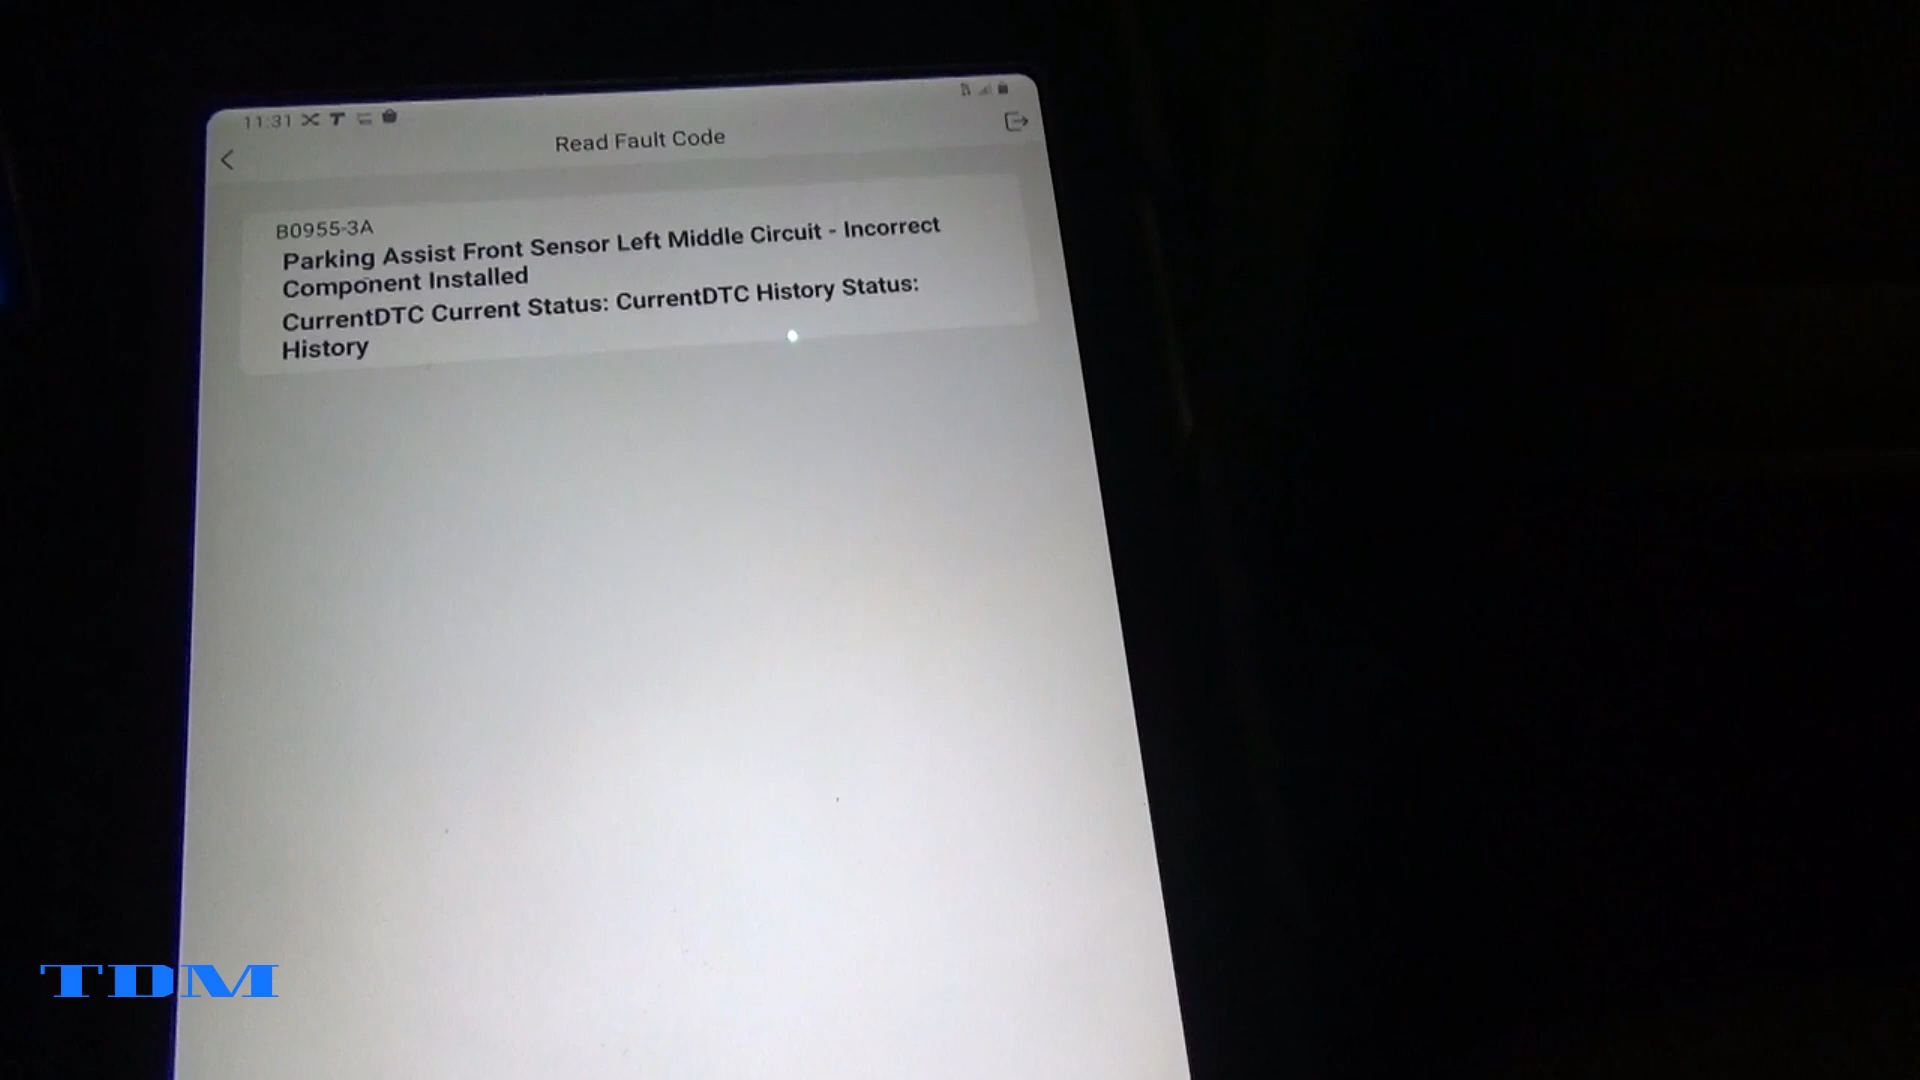 11:31
Read Fault Code
B0955-3A
Parking Assist Front Sensor Left Middle Circuit - Incorrect
Component Installed
CurrentDTC Current Status: CurrentDTC History Status:
History
TDM